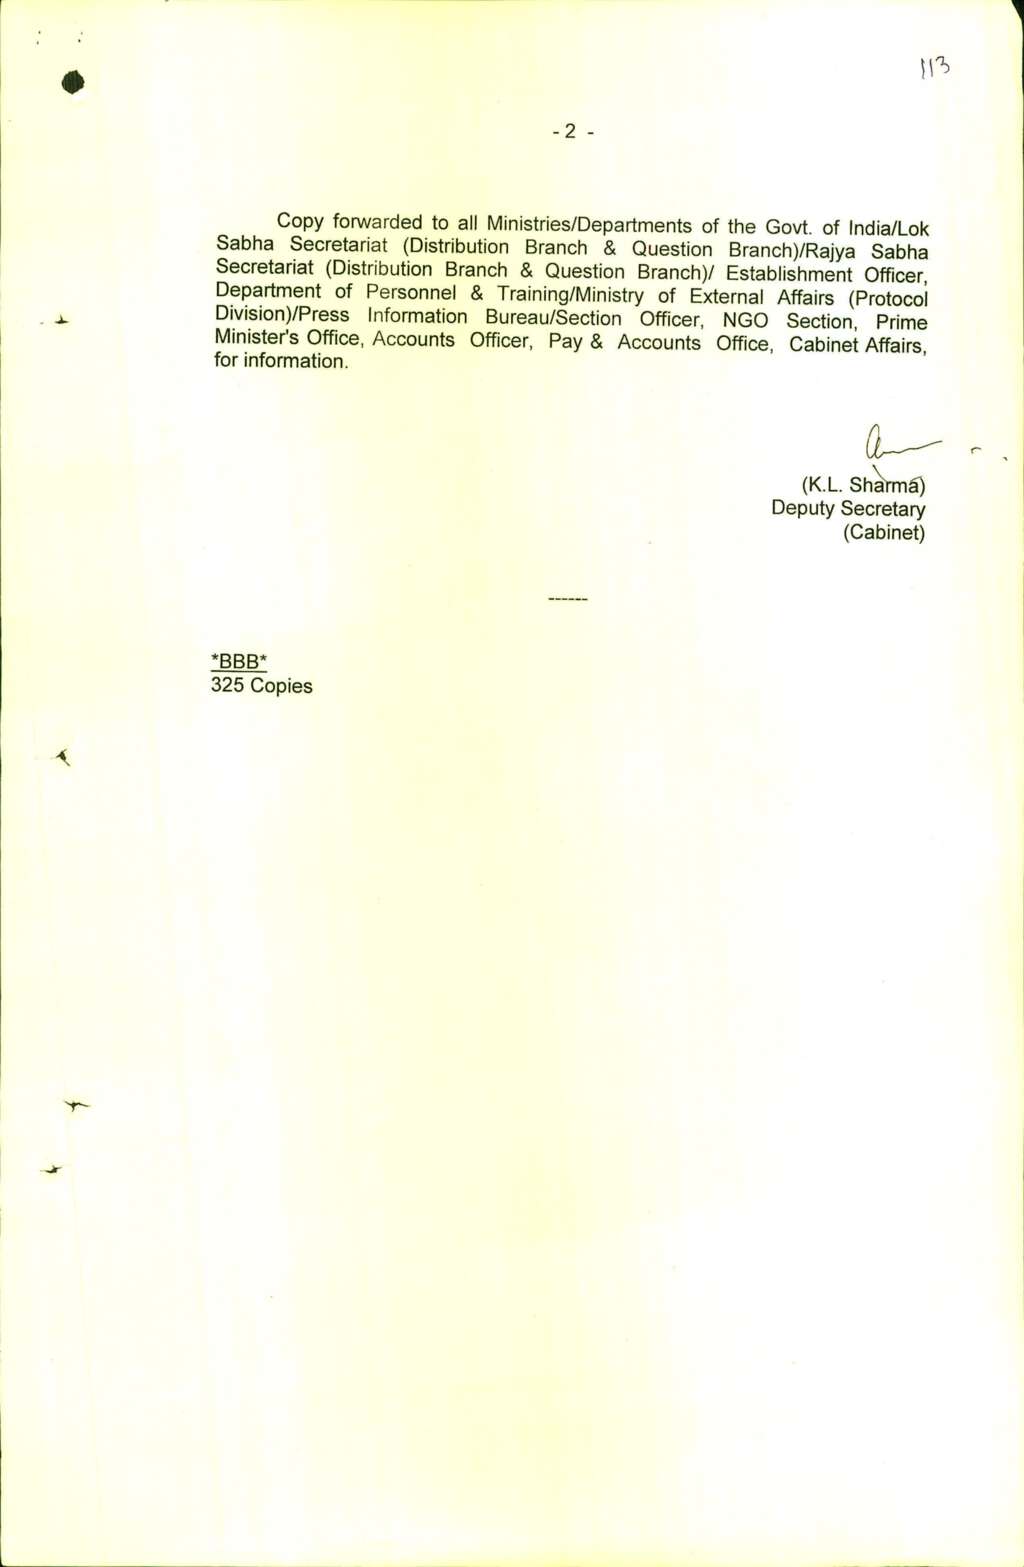 113
- 2 -
Copy forwarded to all Ministries/Departments of the Govt. of India/Lok
Sabha Secretariat (Distribution Branch & Question Branch)/Rajya Sabha
Secretariat (Distribution Branch & Question Branch)/ Establishment Officer,
Department of Personnel & Training/Ministry of External Affairs (Protocol
Division)/Press Information Bureau/Section Officer, NGO Section, Prime
Minister's Office, Accounts Officer, Pay & Accounts Office, Cabinet Affairs,
for information.
(K.L. Sharma)
Deputy Secretary
(Cabinet)
------
*BBB*
325 Copies